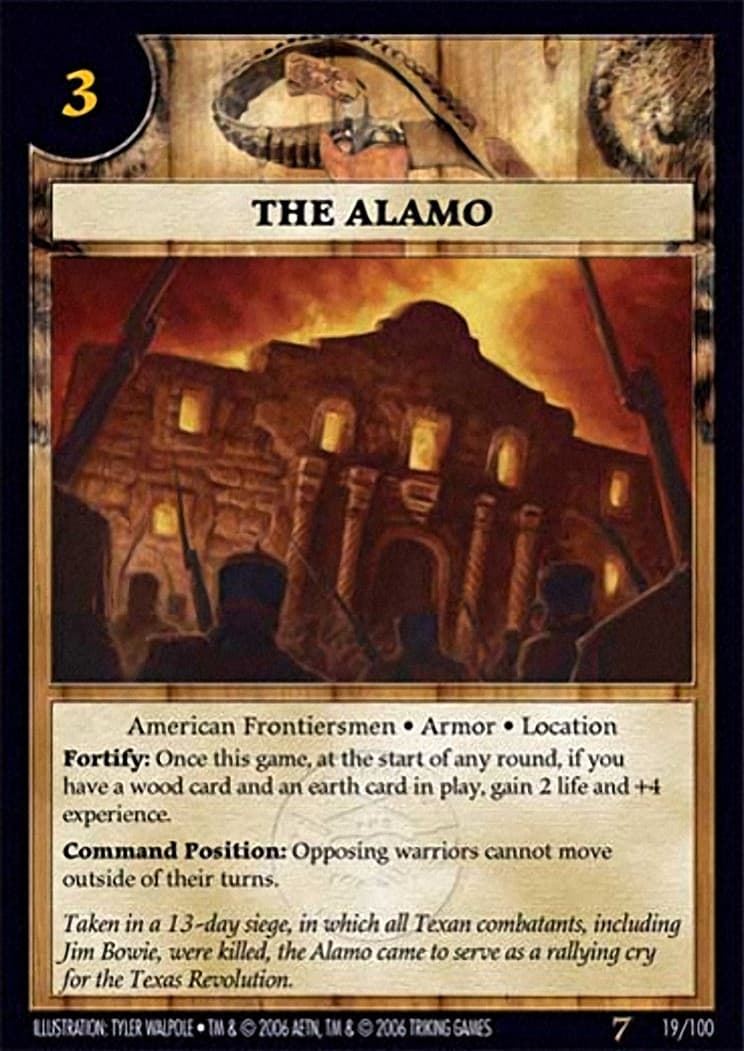 3
THE ALAMO
American Frontiersmen • Armor • Location
Fortify: Once this game, at the start of any round, if you
have a wood card and an earth card in play, gain 2 life and +4
experience.
Command Position: Opposing warriors cannot move
outside of their turns.
Taken in a 13-day siege, in which all Texan combatants, including
Jim Bowie, were killed, the Alamo came to serve as a rallying cry
for the Texas Revolution.
ILLUSTRATION: TYLER WALPOLE • TM & © 2006 AETN, TM & © 2006 TRIKING GAMES 7 19/100